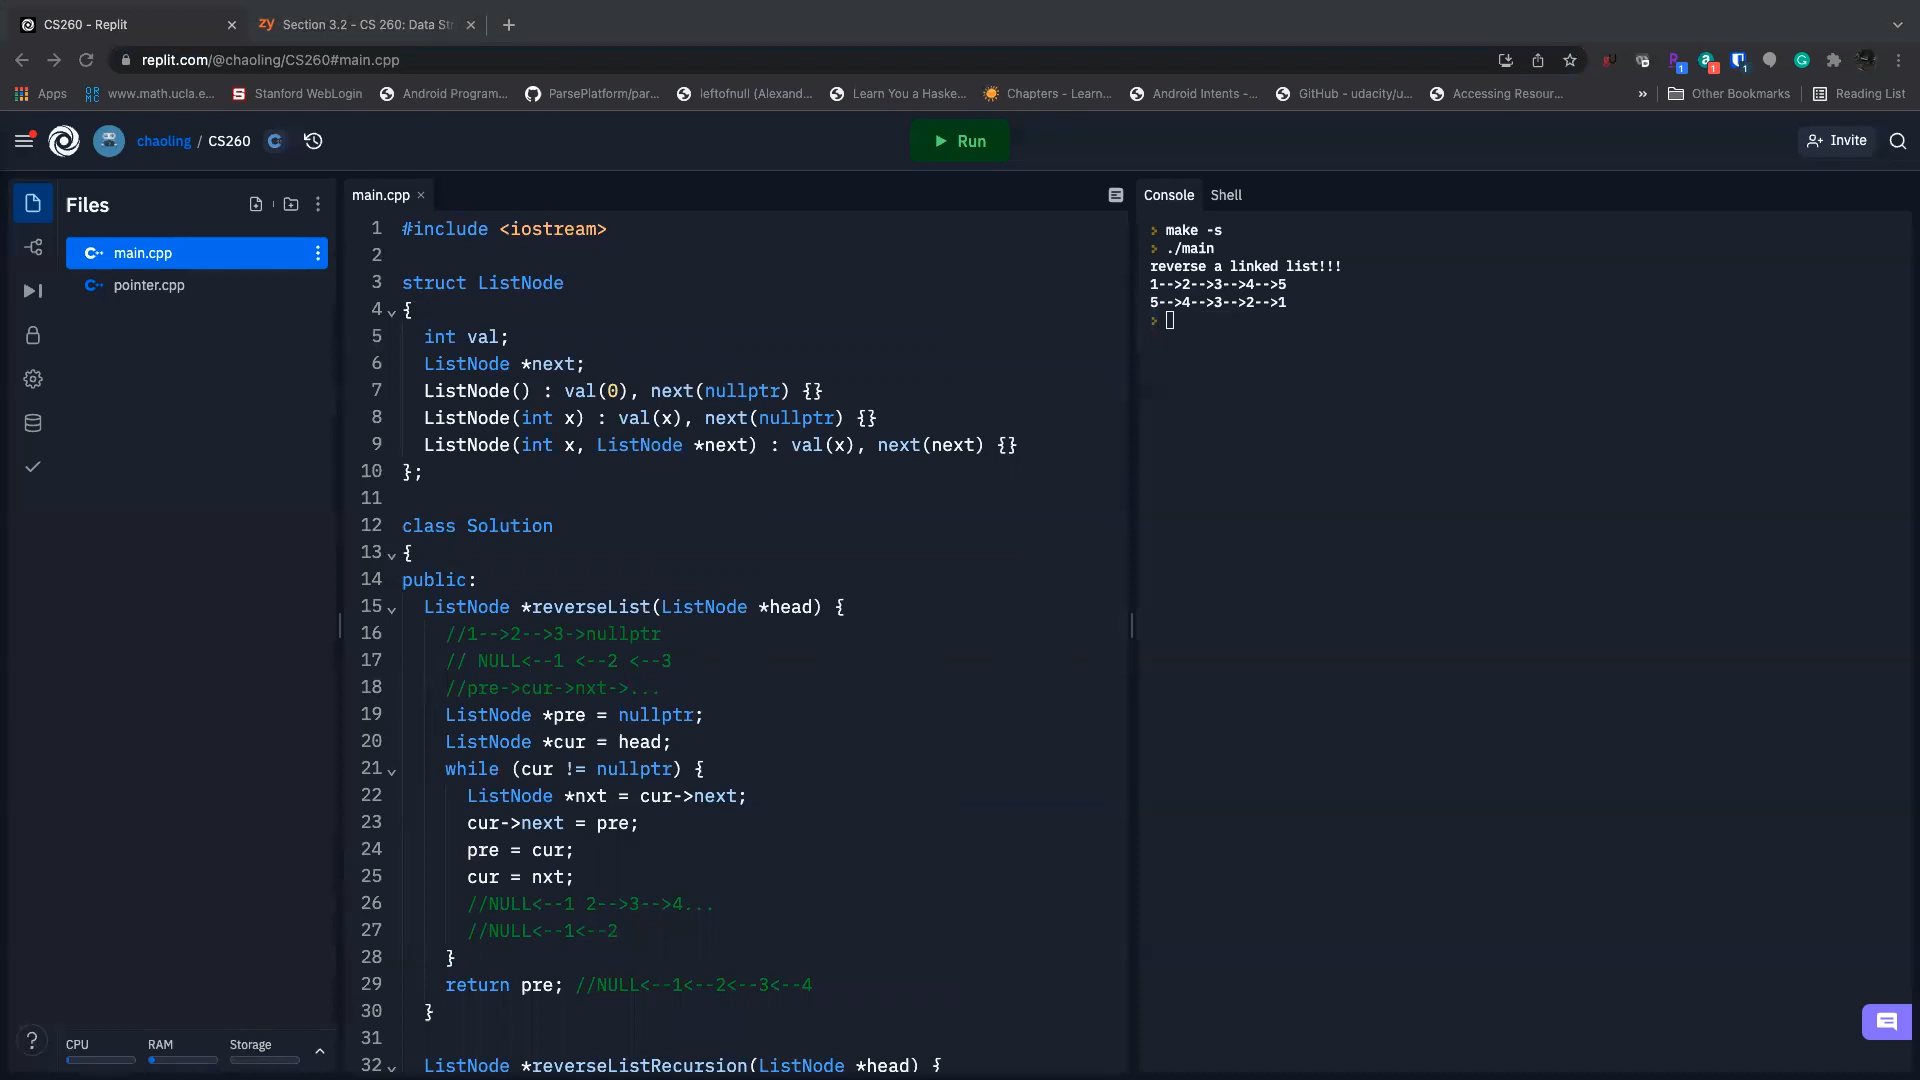 CS260 - Replit
zy Section 3.2 - CS 260: Data Str
replit.com/@chaoling/CS260#main.cpp
Apps www.math.ucla.e... Stanford WebLogin Android Program... ParsePlatform/par... leftofnull (Alexand... Learn You a Haske... Chapters - Learn... Android Intents -... GitHub - udacity/u... Accessing Resour... » Other Bookmarks Reading List
chaoling / CS260
Run
Invite
Files
main.cpp
pointer.cpp
CPU RAM Storage
main.cpp
1 #include <iostream>
2
3 struct ListNode
4 {
5 int val;
6 ListNode *next;
7 ListNode() : val(0), next(nullptr) {}
8 ListNode(int x) : val(x), next(nullptr) {}
9 ListNode(int x, ListNode *next) : val(x), next(next) {}
10 };
11
12 class Solution
13 {
14 public:
15 ListNode *reverseList(ListNode *head) {
16 //1-->2-->3->nullptr
17 // NULL<--1 <--2 <--3
18 //pre->cur->nxt->...
19 ListNode *pre = nullptr;
20 ListNode *cur = head;
21 while (cur != nullptr) {
22 ListNode *nxt = cur->next;
23 cur->next = pre;
24 pre = cur;
25 cur = nxt;
26 //NULL<--1 2-->3-->4...
27 //NULL<--1<--2
28 }
29 return pre; //NULL<--1<--2<--3<--4
30 }
31
32 ListNode *reverseListRecursion(ListNode *head) {
Console Shell
make -s
./main
reverse a linked list!!!
1-->2-->3-->4-->5
5-->4-->3-->2-->1